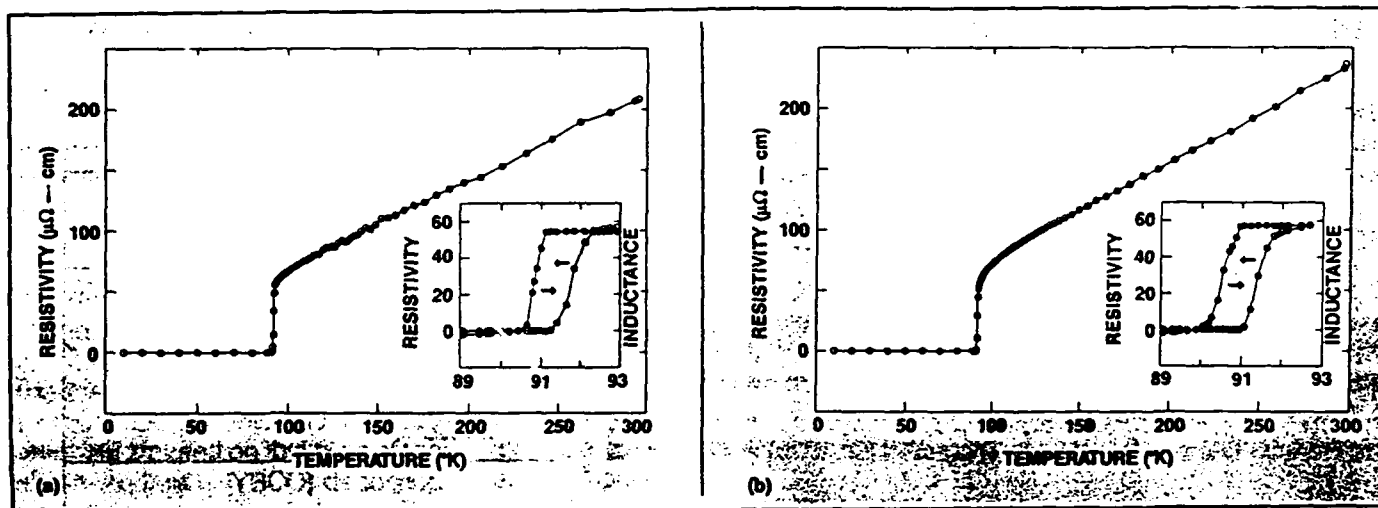 200
100
0
RESISTIVITY (μΩ — cm)
0 50 100 150 200 250 300
TEMPERATURE (°K)
60
40
20
0
RESISTIVITY
INDUCTANCE
89 91 93
(a)
200
100
0
RESISTIVITY (μΩ — cm)
0 50 100 150 200 250 300
TEMPERATURE (°K)
60
40
20
0
RESISTIVITY
INDUCTANCE
89 91 93
(b)